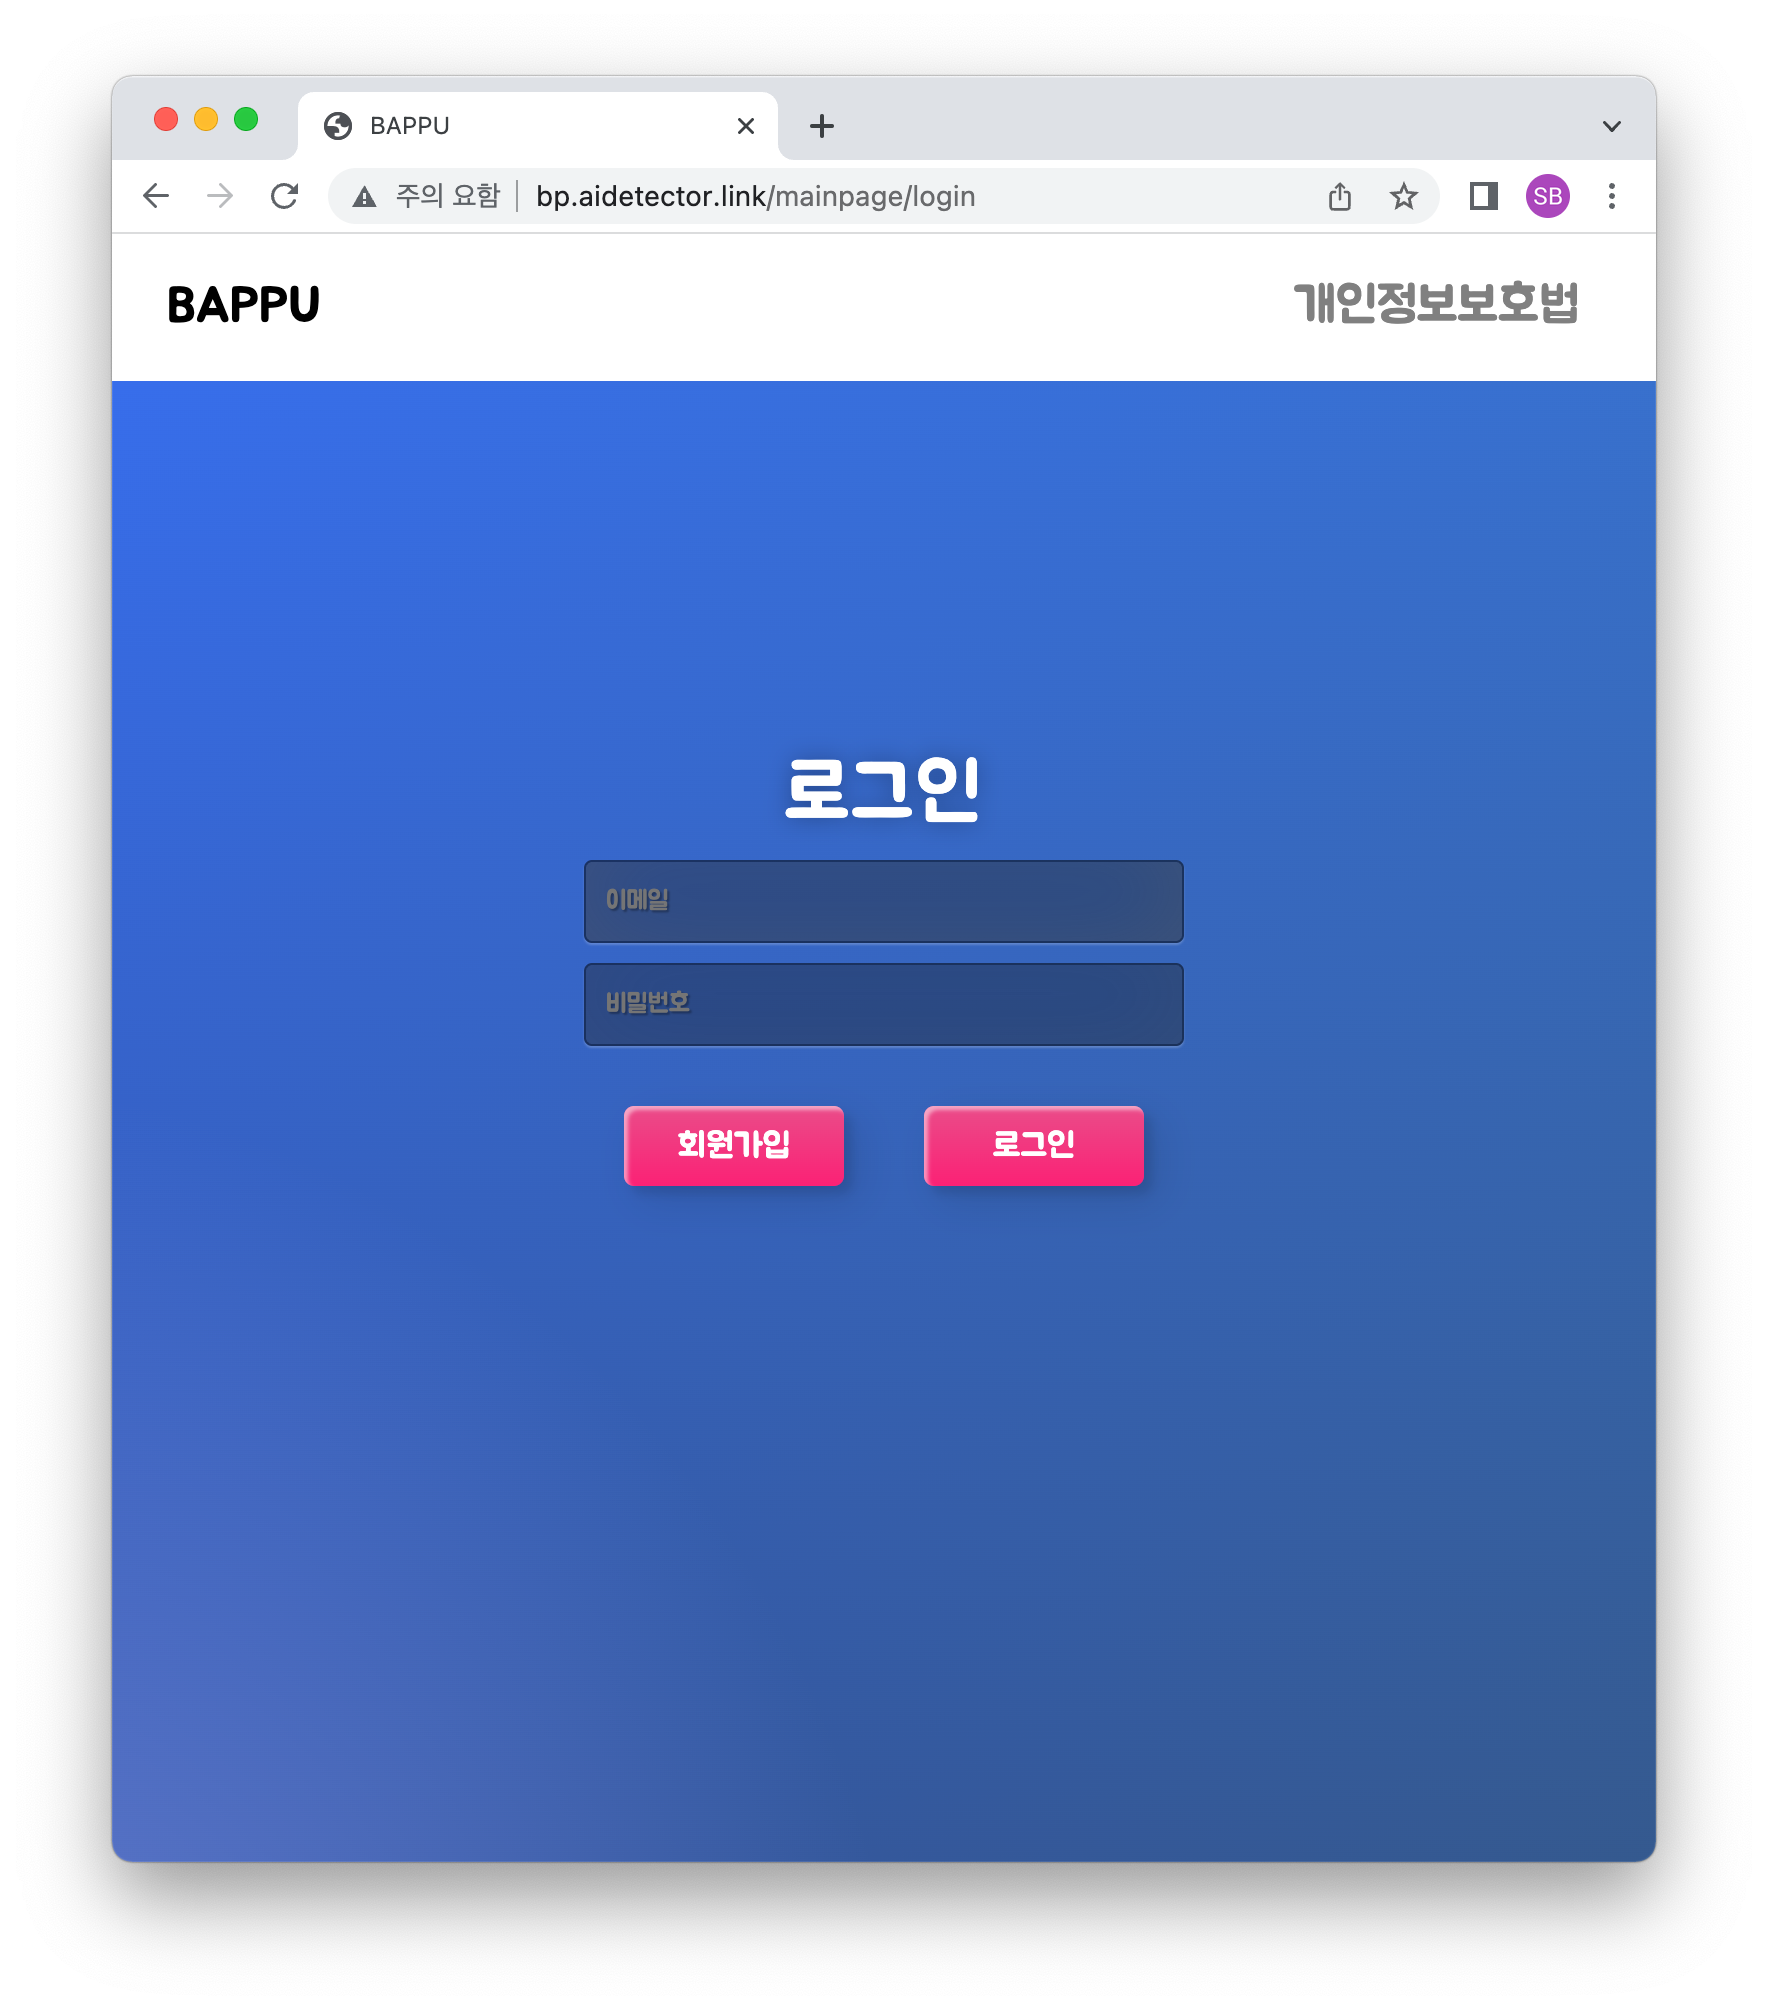 BAPPU
주의 요함 bp.aidetector.link/mainpage/login SB
BAPPU 개인정보보호법
로그인
이메일
비밀번호
회원가입 로그인